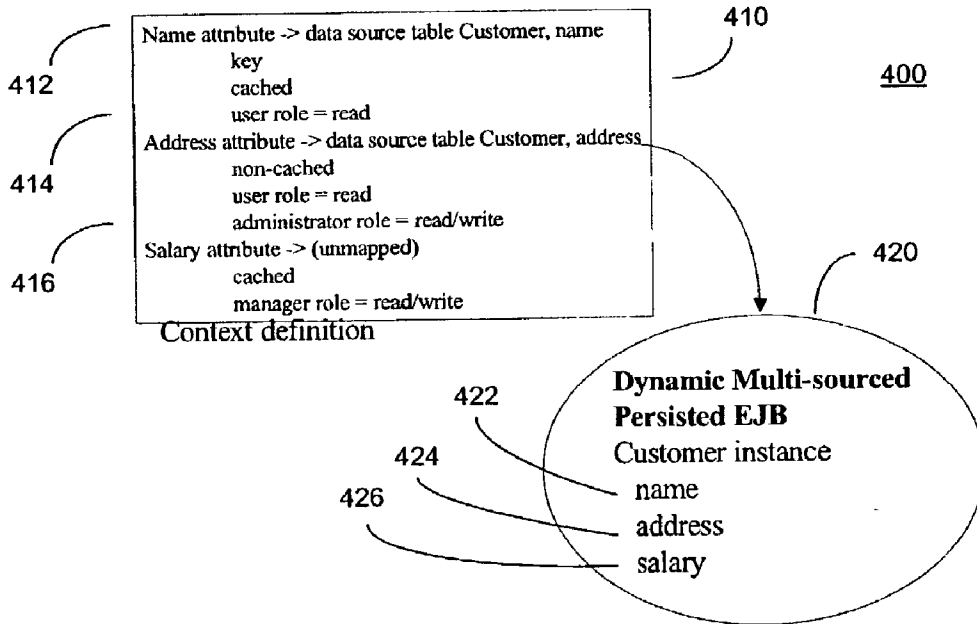 410
400
412
Name attribute -> data source table Customer, name
key
cached
user role = read
414
Address attribute -> data source table Customer, address
non-cached
user role = read
administrator role = read/write
416
Salary attribute -> (unmapped)
cached
manager role = read/write
Context definition
420
Dynamic Multi-sourced
Persisted EJB
Customer instance
422
name
424
address
426
salary